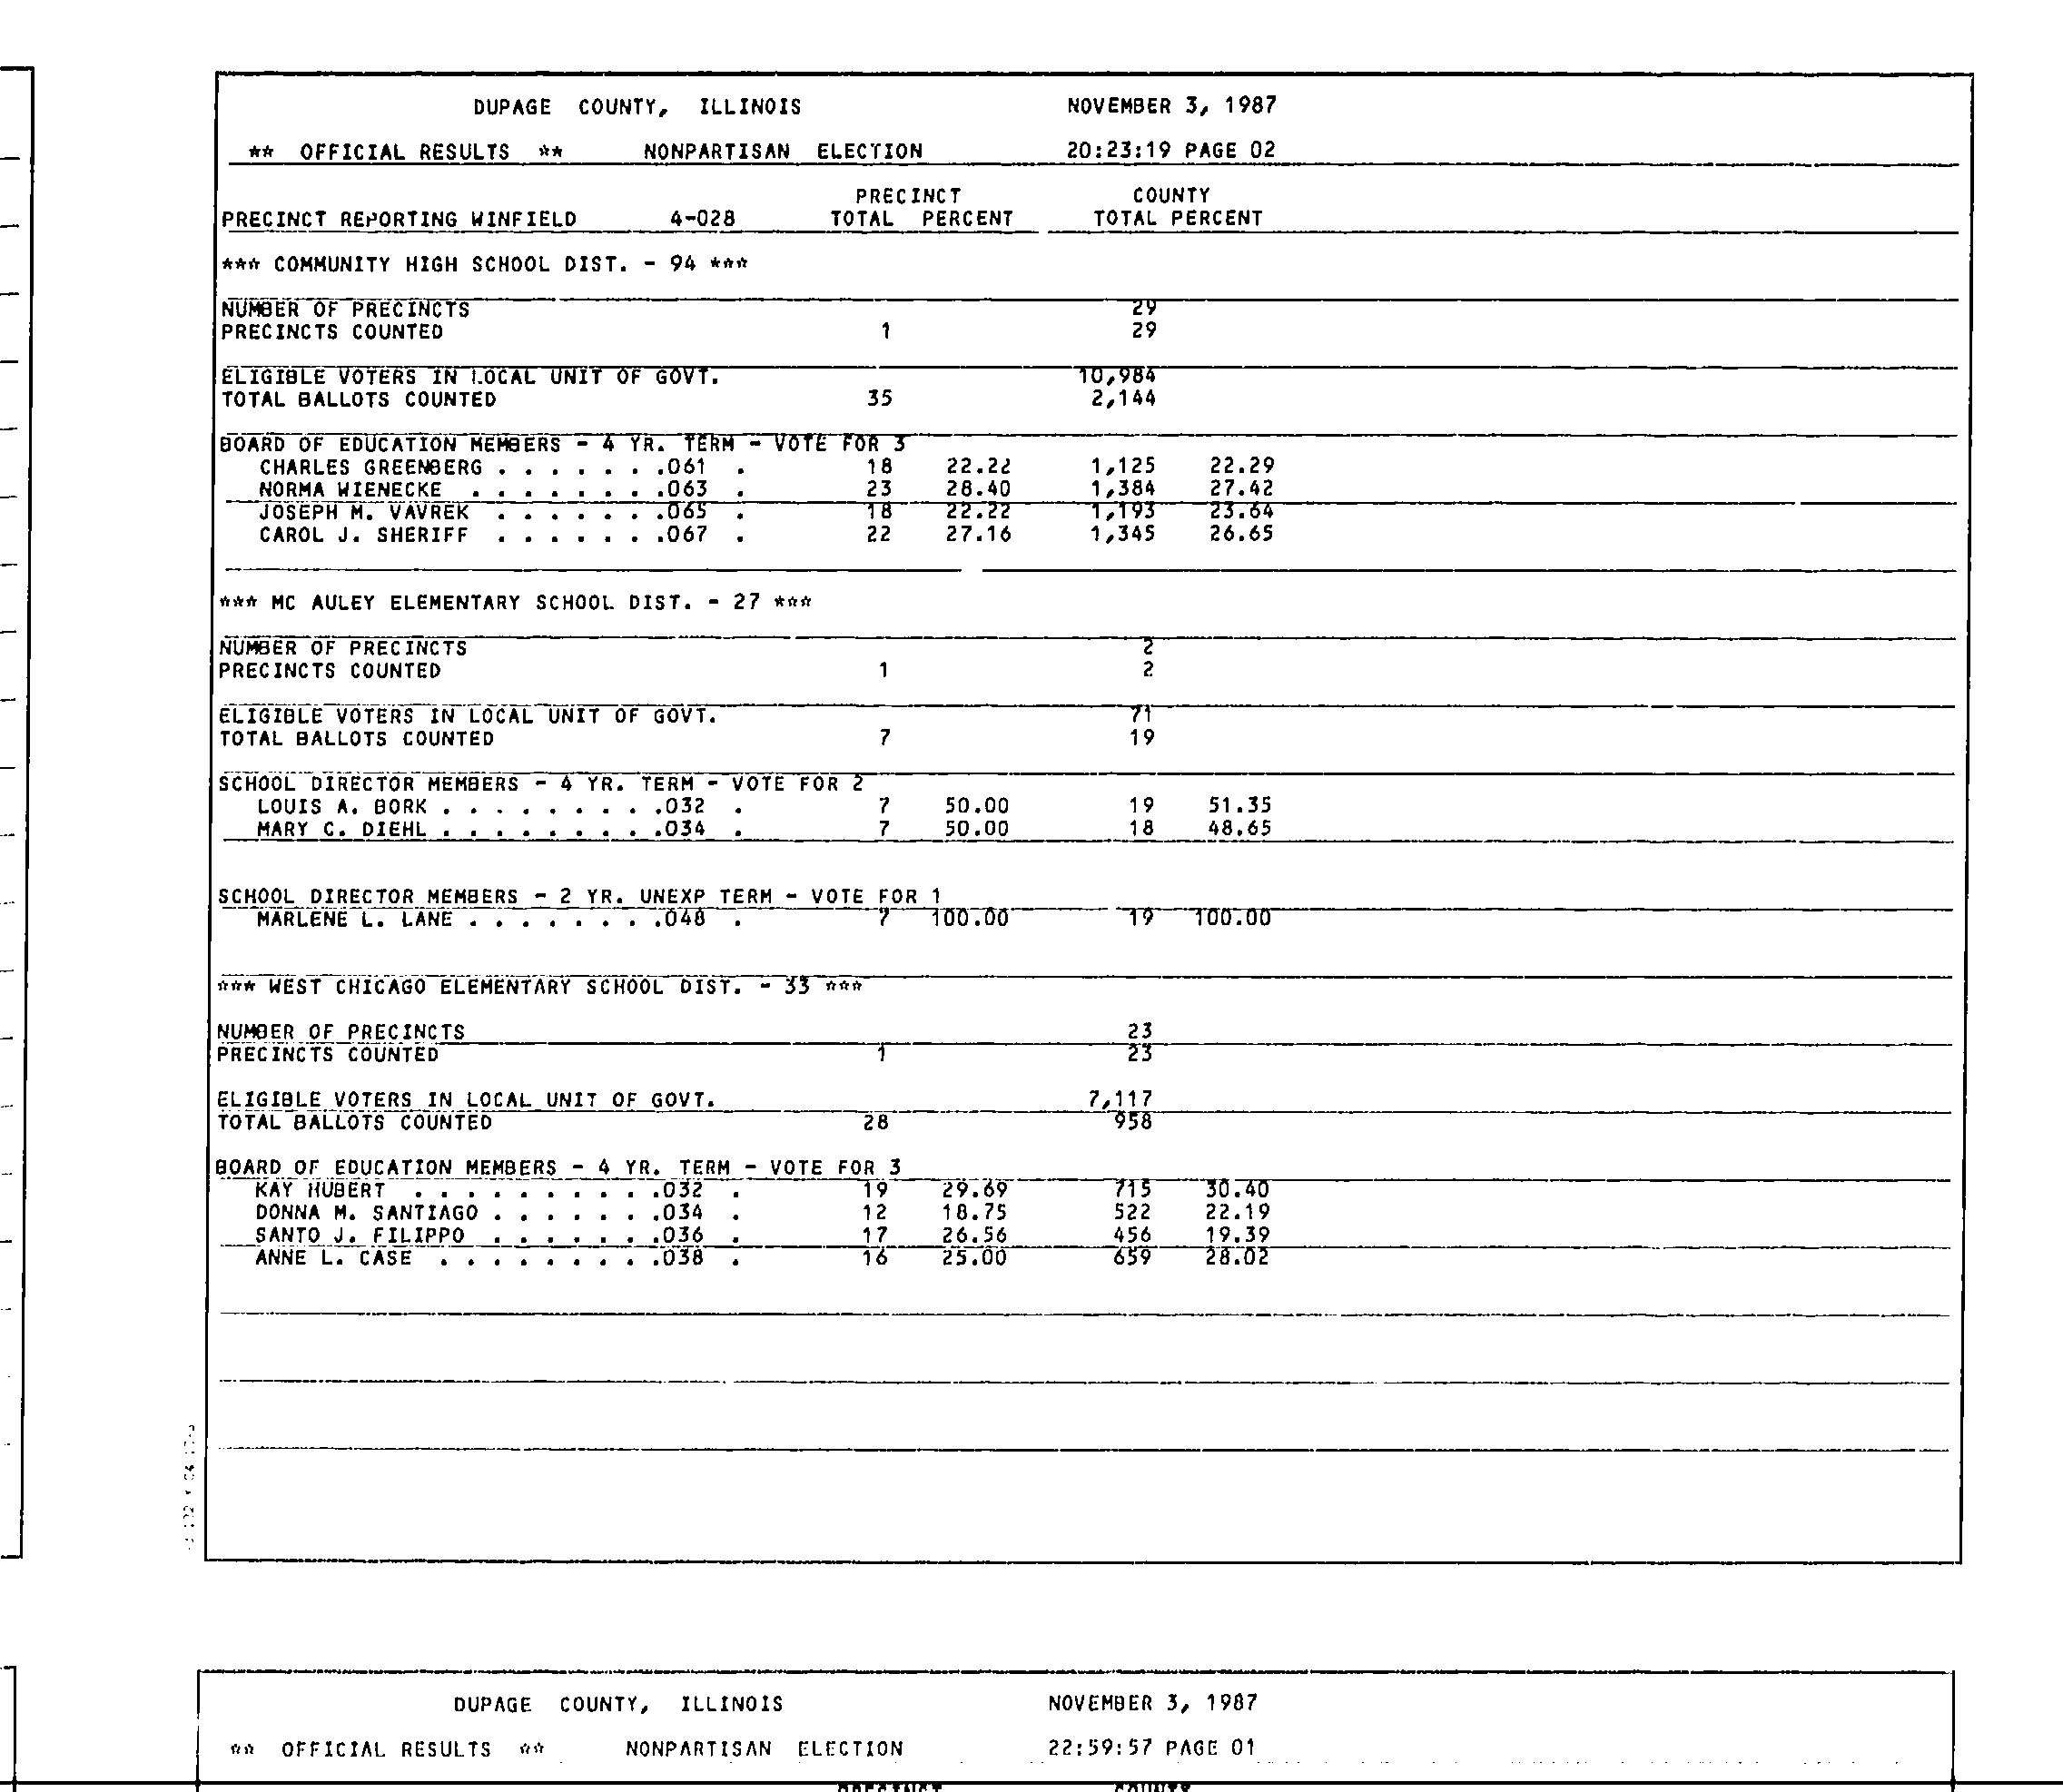 DUPAGE COUNTY, ILLINOIS NOVEMBER 3, 1987
** OFFICIAL RESULTS ** NONPARTISAN ELECTION 20:23:19 PAGE 02
PRECINCT COUNTY
PRECINCT REPORTING WINFIELD 4-028 TOTAL PERCENT TOTAL PERCENT
*** COMMUNITY HIGH SCHOOL DIST. - 94 ***
NUMBER OF PRECINCTS 29
PRECINCTS COUNTED 1 29
ELIGIBLE VOTERS IN LOCAL UNIT OF GOVT. 10,984
TOTAL BALLOTS COUNTED 35 2,144
BOARD OF EDUCATION MEMBERS - 4 YR. TERM - VOTE FOR 3
CHARLES GREENBERG . . . . . . .061 . 18 22.22 1,125 22.29
NORMA WIENECKE . . . . . . . .063 . 23 28.40 1,384 27.42
JOSEPH M. VAVREK . . . . . . .065 . 18 22.22 1,193 23.64
CAROL J. SHERIFF . . . . . . .067 . 22 27.16 1,345 26.65
*** MC AULEY ELEMENTARY SCHOOL DIST. - 27 ***
NUMBER OF PRECINCTS 2
PRECINCTS COUNTED 1 2
ELIGIBLE VOTERS IN LOCAL UNIT OF GOVT. 71
TOTAL BALLOTS COUNTED 7 19
SCHOOL DIRECTOR MEMBERS - 4 YR. TERM - VOTE FOR 2
LOUIS A. BORK . . . . . . . . .032 . 7 50.00 19 51.35
MARY C. DIEHL . . . . . . . . .034 . 7 50.00 18 48.65
SCHOOL DIRECTOR MEMBERS - 2 YR. UNEXP TERM - VOTE FOR 1
MARLENE L. LANE . . . . . . . .048 . 7 100.00 19 100.00
*** WEST CHICAGO ELEMENTARY SCHOOL DIST. - 33 ***
NUMBER OF PRECINCTS 23
PRECINCTS COUNTED 1 23
ELIGIBLE VOTERS IN LOCAL UNIT OF GOVT. 7,117
TOTAL BALLOTS COUNTED 28 958
BOARD OF EDUCATION MEMBERS - 4 YR. TERM - VOTE FOR 3
KAY HUBERT . . . . . . . . . .032 . 19 29.69 715 30.40
DONNA M. SANTIAGO . . . . . . .034 . 12 18.75 522 22.19
SANTO J. FILIPPO . . . . . . .036 . 17 26.56 456 19.39
ANNE L. CASE . . . . . . . . .038 . 16 25.00 659 28.02
DUPAGE COUNTY, ILLINOIS NOVEMBER 3, 1987
** OFFICIAL RESULTS ** NONPARTISAN ELECTION 22:59:57 PAGE 01
PRECINCT COUNTY